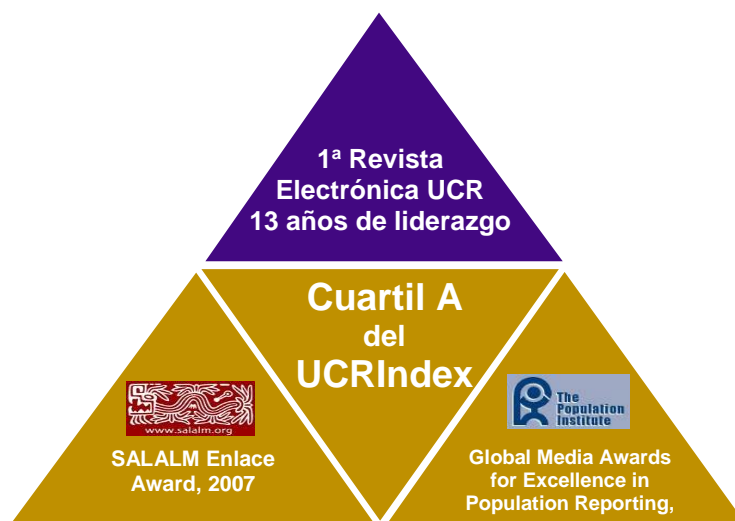 1ª Revista
Electrónica UCR
13 años de liderazgo
Cuartil A
del
UCRIndex
www.salalm.org
SALALM Enlace
Award, 2007
The
Population
Institute
Global Media Awards
for Excellence in
Population Reporting,